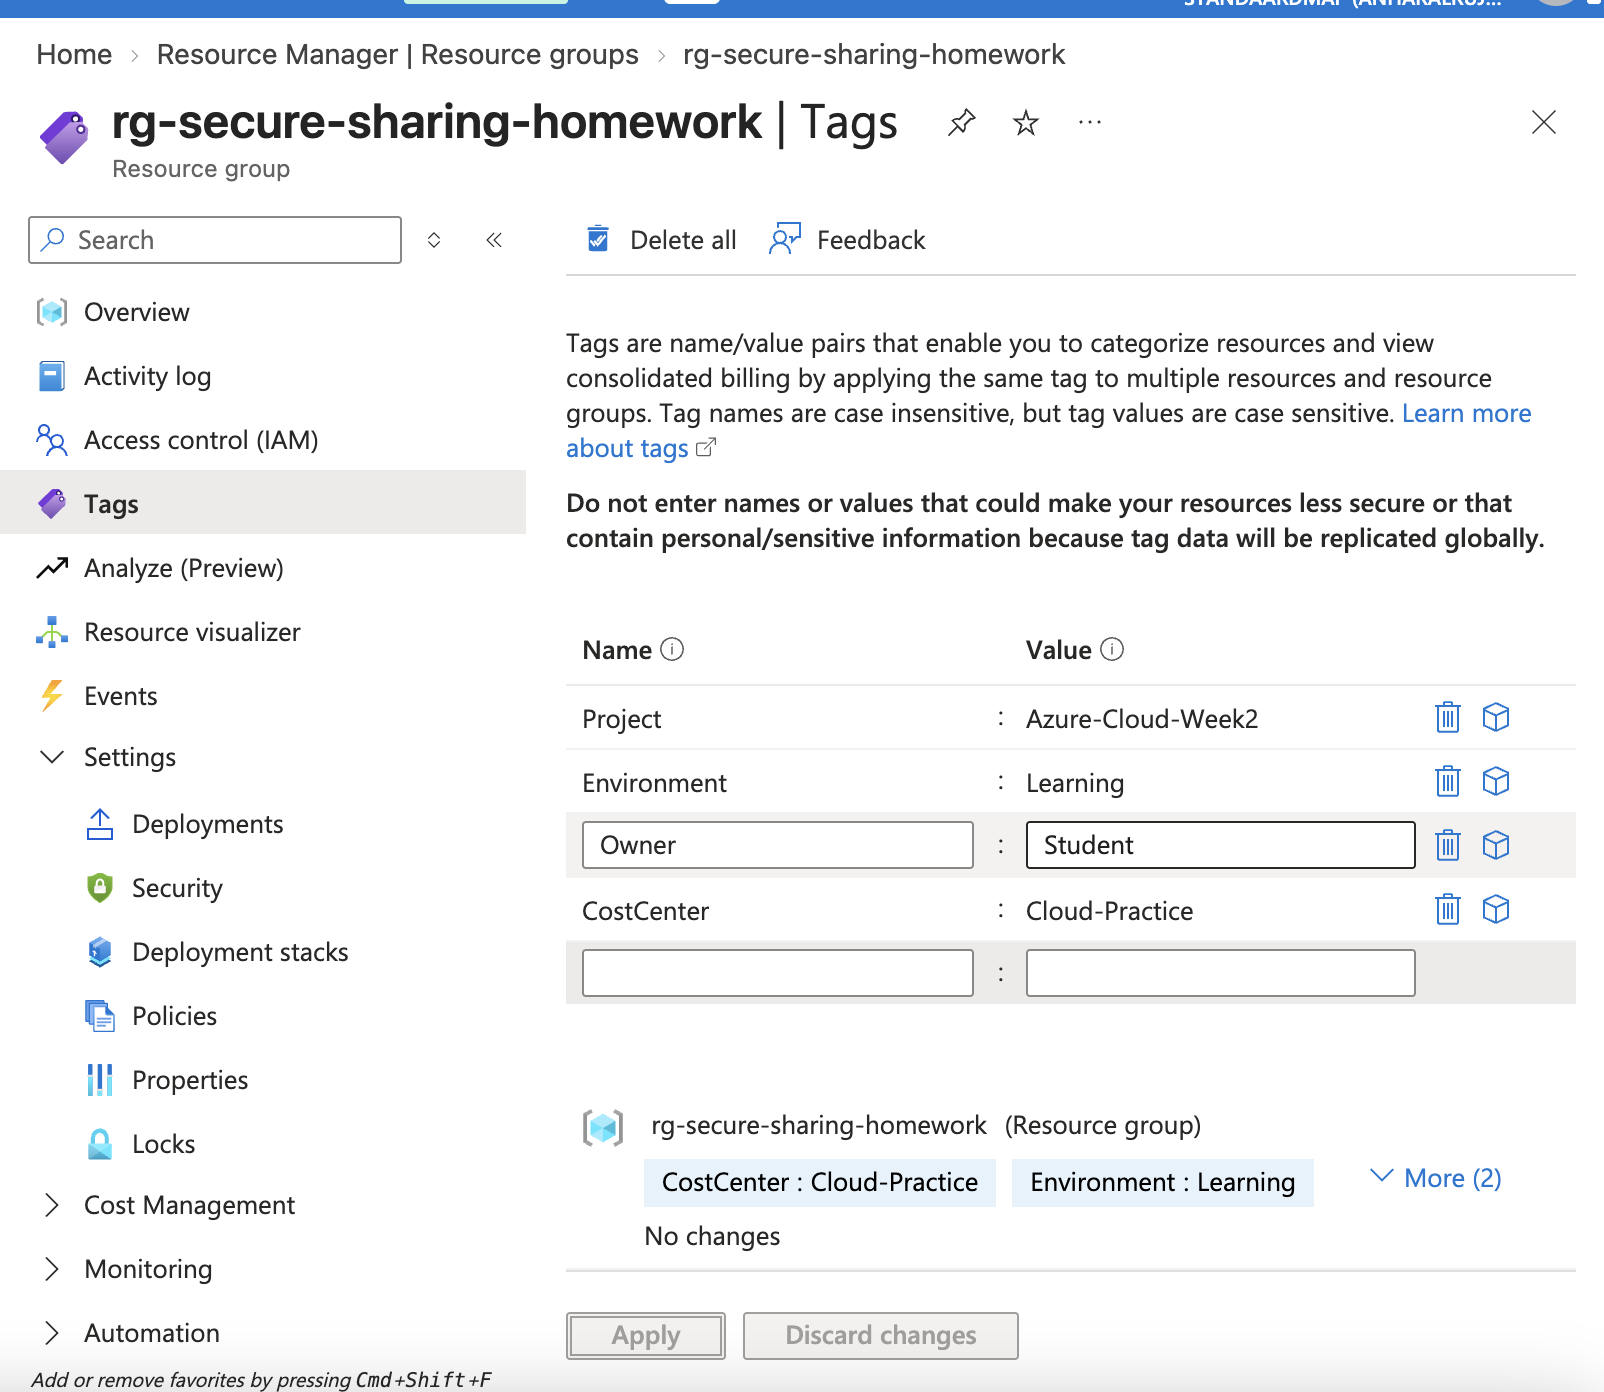 Home > Resource Manager | Resource groups > rg-secure-sharing-homework
rg-secure-sharing-homework | Tags
Resource group
Search
Delete all Feedback
Overview
Activity log
Access control (IAM)
Tags
Analyze (Preview)
Resource visualizer
Events
Settings
Deployments
Security
Deployment stacks
Policies
Properties
Locks
Cost Management
Monitoring
Automation
Add or remove favorites by pressing Cmd+Shift+F
Tags are name/value pairs that enable you to categorize resources and view
consolidated billing by applying the same tag to multiple resources and resource
groups. Tag names are case insensitive, but tag values are case sensitive. Learn more
about tags
Do not enter names or values that could make your resources less secure or that
contain personal/sensitive information because tag data will be replicated globally.
Name Value
Project : Azure-Cloud-Week2
Environment : Learning
Owner : Student
CostCenter : Cloud-Practice
:
rg-secure-sharing-homework (Resource group)
CostCenter : Cloud-Practice Environment : Learning More (2)
No changes
Apply Discard changes